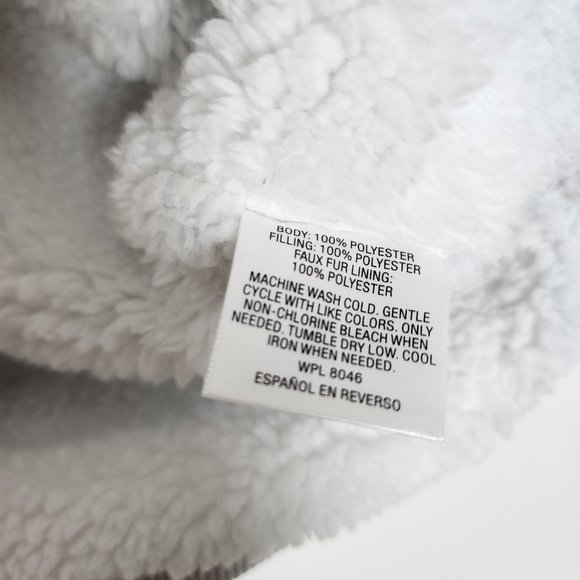 BODY: 100% POLYESTER
FILLING: 100% POLYESTER
FAUX FUR LINING:
100% POLYESTER
MACHINE WASH COLD. GENTLE
CYCLE WITH LIKE COLORS. ONLY
NON-CHLORINE BLEACH WHEN
NEEDED. TUMBLE DRY LOW. COOL
IRON WHEN NEEDED.
WPL 8046
ESPAÑOL EN REVERSO